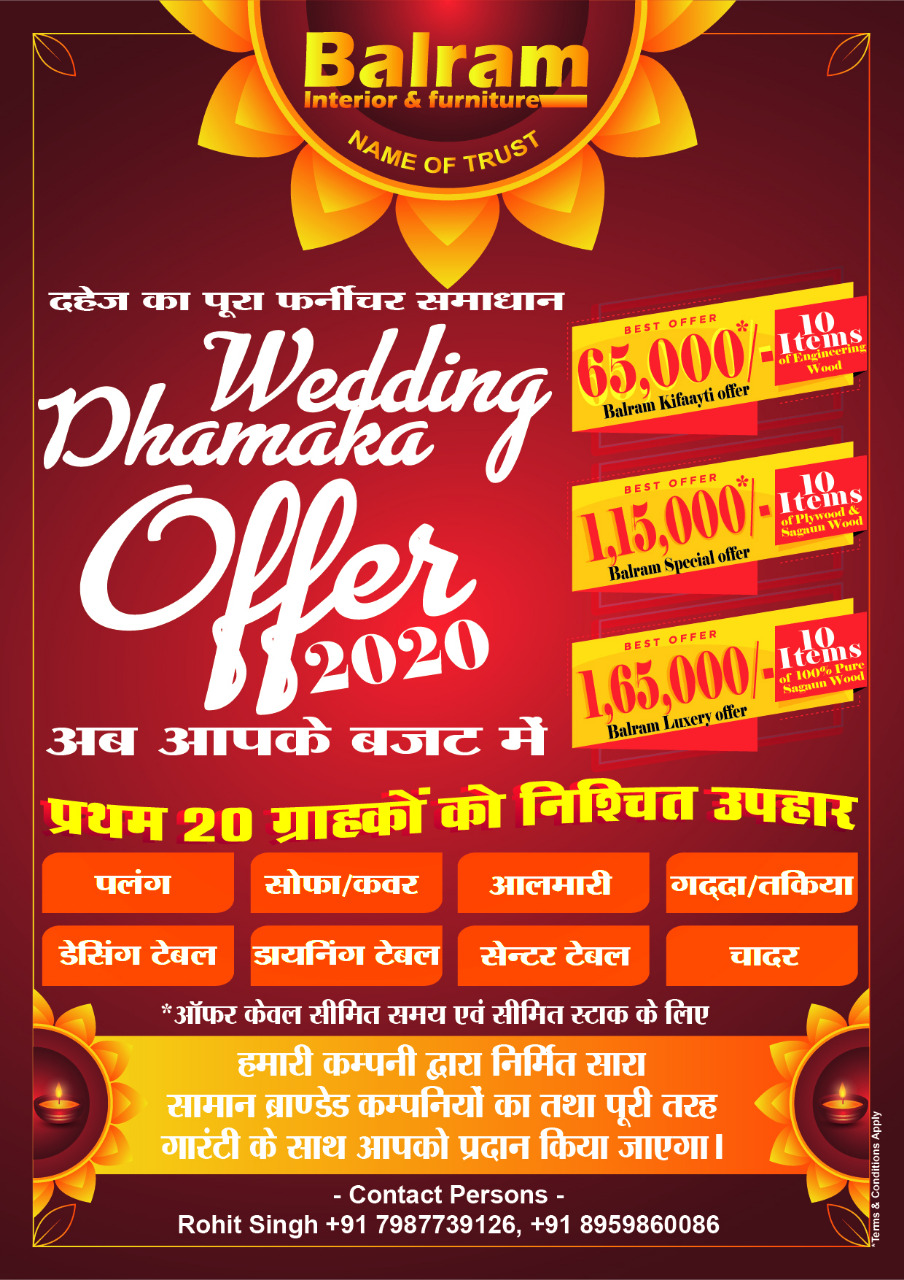 Balram
Interior & furniture
NAME OF TRUST
दहेज का पूरा फर्नीचर समाधान
Wedding
Dhamaka
Offer
2020
अब आपके बजट में
BEST OFFER
65,000*/-
Balram Kifaayti offer
10
Items
of Engineering
Wood
BEST OFFER
1,15,000*/-
Balram Special offer
10
Items
of Plywood &
Sagaun Wood
BEST OFFER
1,65,000/-
Balram Luxery offer
10
Items
of 100% Pure
Sagaun Wood
प्रथम 20 ग्राहकों को निश्चित उपहार
पलंग
सोफा/कवर
आलमारी
गद्दा/तकिया
डेसिंग टेबल
डायनिंग टेबल
सेन्टर टेबल
चादर
*ऑफर केवल सीमित समय एवं सीमित स्टाक के लिए
हमारी कम्पनी द्वारा निर्मित सारा
सामान ब्राण्डेड कम्पनियों का तथा पूरी तरह
गारंटी के साथ आपको प्रदान किया जाएगा।
- Contact Persons -
Rohit Singh +91 7987739126, +91 8959860086
*Terms & Conditions Apply